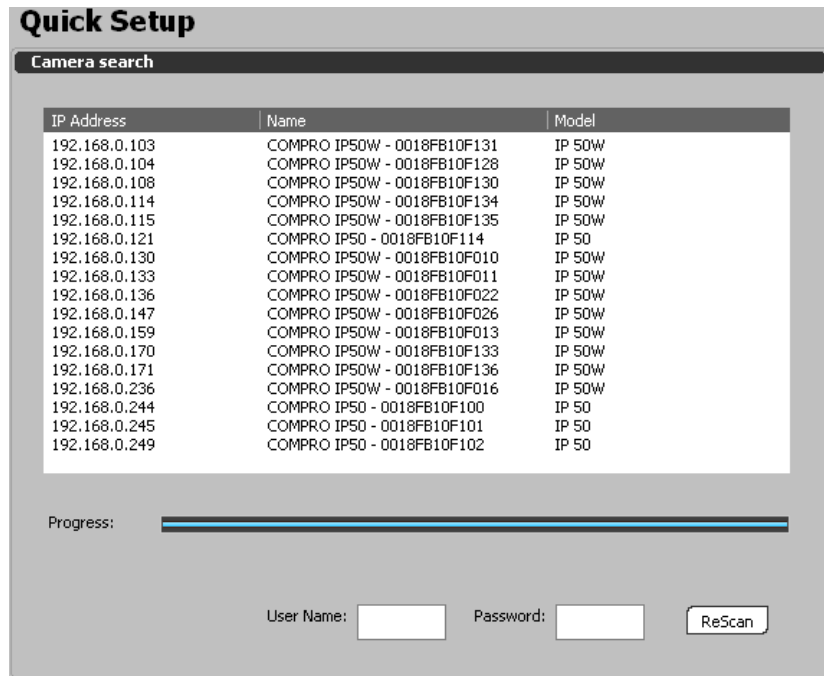 Quick Setup
Camera search
IP Address Name Model
192.168.0.103 COMPRO IP50W - 0018FB10F131 IP 50W
192.168.0.104 COMPRO IP50W - 0018FB10F128 IP 50W
192.168.0.108 COMPRO IP50W - 0018FB10F130 IP 50W
192.168.0.114 COMPRO IP50W - 0018FB10F134 IP 50W
192.168.0.115 COMPRO IP50W - 0018FB10F135 IP 50W
192.168.0.121 COMPRO IP50 - 0018FB10F114 IP 50
192.168.0.130 COMPRO IP50W - 0018FB10F010 IP 50W
192.168.0.133 COMPRO IP50W - 0018FB10F011 IP 50W
192.168.0.136 COMPRO IP50W - 0018FB10F022 IP 50W
192.168.0.147 COMPRO IP50W - 0018FB10F026 IP 50W
192.168.0.159 COMPRO IP50W - 0018FB10F013 IP 50W
192.168.0.170 COMPRO IP50W - 0018FB10F133 IP 50W
192.168.0.171 COMPRO IP50W - 0018FB10F136 IP 50W
192.168.0.236 COMPRO IP50W - 0018FB10F016 IP 50W
192.168.0.244 COMPRO IP50 - 0018FB10F100 IP 50
192.168.0.245 COMPRO IP50 - 0018FB10F101 IP 50
192.168.0.249 COMPRO IP50 - 0018FB10F102 IP 50
Progress:
User Name: Password: ReScan